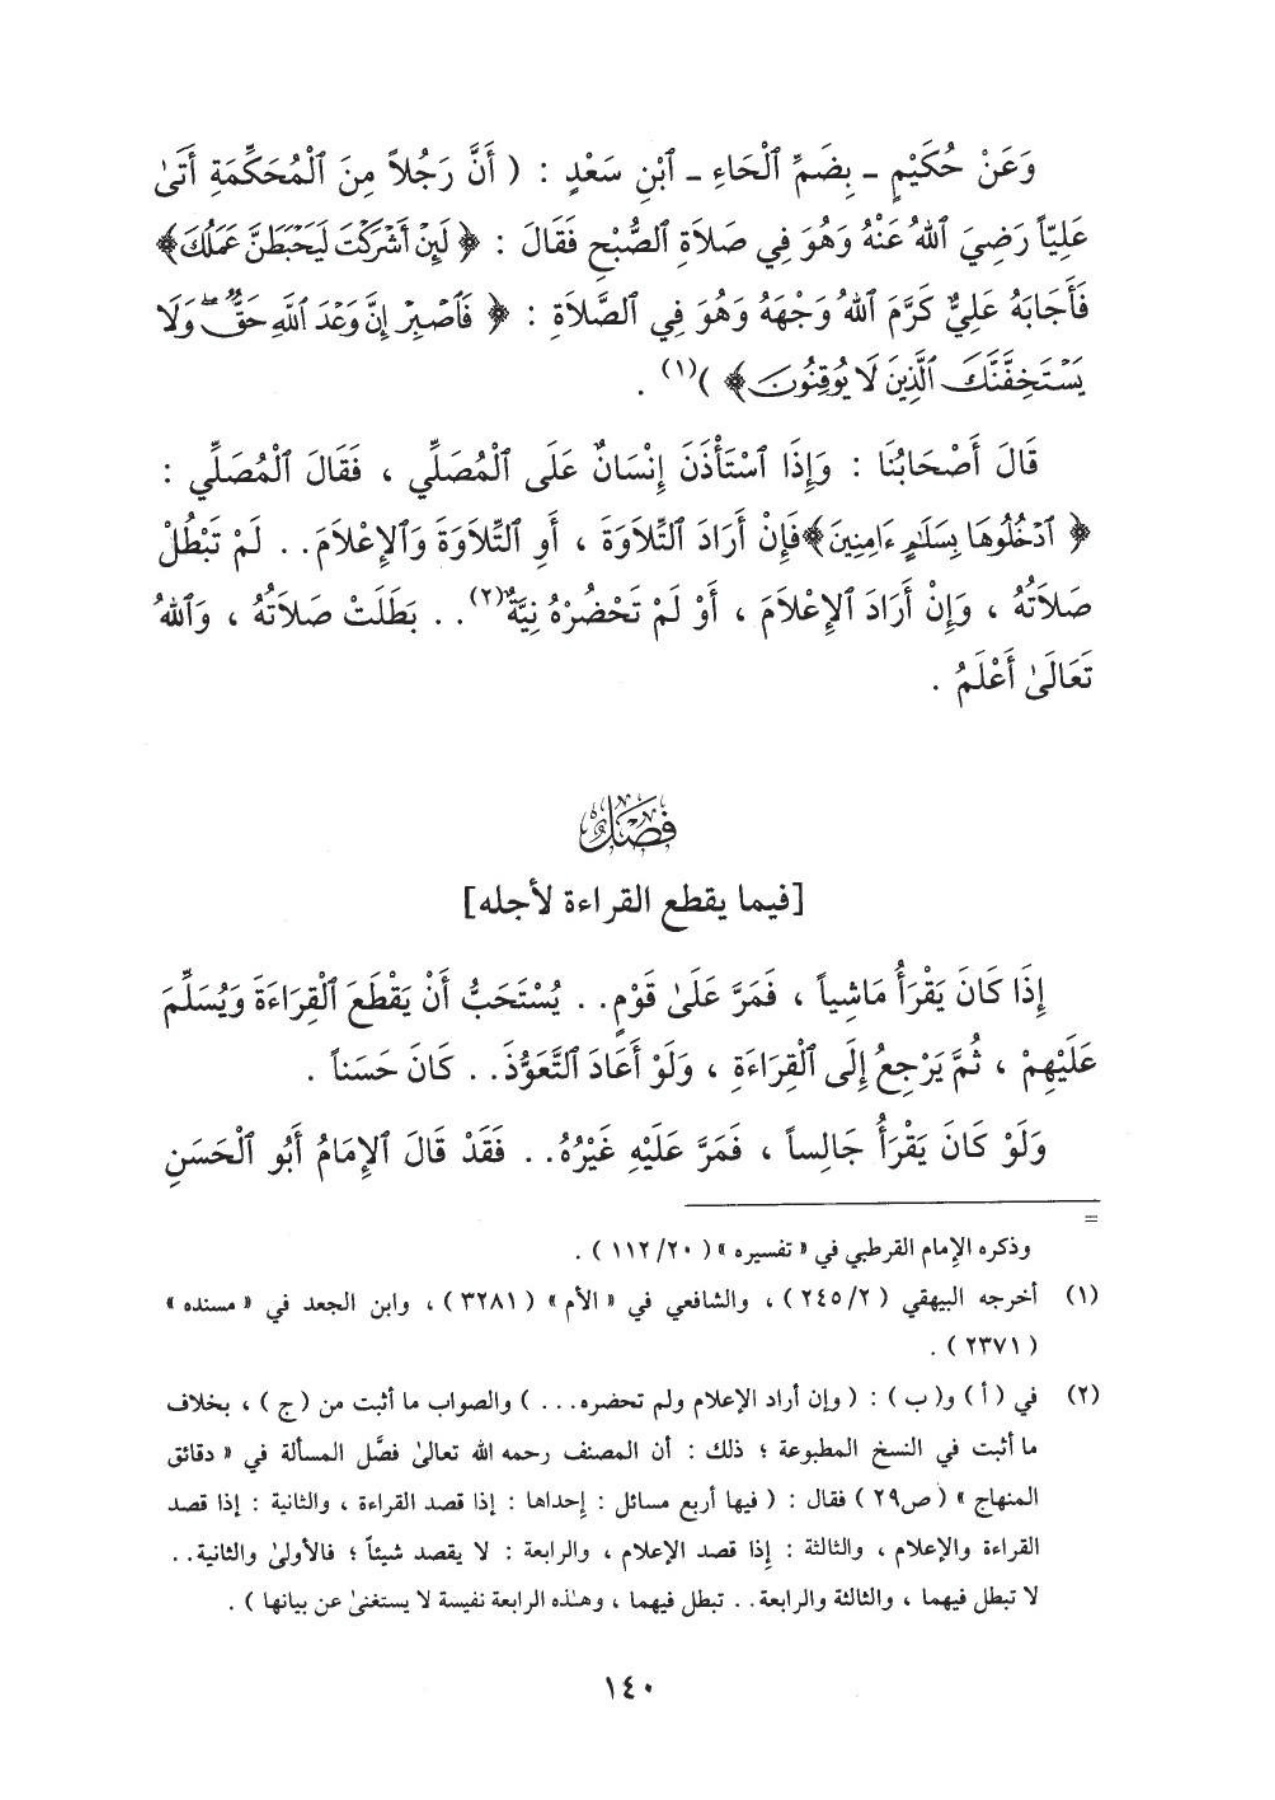 وَعَنْ حُكَيْمٍ ـ بِضَمِّ ٱلْحَاءِ ـ ٱبْنِ سَعْدٍ : ( أَنَّ رَجُلاً مِنَ ٱلْمُحَكِّمَةِ أَتَىٰ
عَلِيّاً رَضِيَ ٱللهُ عَنْهُ وَهُوَ فِي صَلاَةِ ٱلصُّبْحِ فَقَالَ : ﴿ لَئِنْ أَشْرَكْتَ لَيَحْبَطَنَّ عَمَلُكَ﴾
فَأَجَابَهُ عَلِيٌّ كَرَّمَ ٱللهُ وَجْهَهُ وَهُوَ فِي ٱلصَّلاَةِ : ﴿ فَٱصْبِرْ إِنَّ وَعْدَ ٱللَّهِ حَقٌّۖ وَلَا
يَسْتَخِفَّنَّكَ ٱلَّذِينَ لَا يُوقِنُونَ﴾ )(١) .
قَالَ أَصْحَابُنَا : وَإِذَا ٱسْتَأْذَنَ إِنْسَانٌ عَلَى ٱلْمُصَلِّي ، فَقَالَ ٱلْمُصَلِّي :
﴿ ٱدْخُلُوهَا بِسَلَٰمٍ ءَامِنِينَ﴾ فَإِنْ أَرَادَ ٱلتِّلاَوَةَ ، أَوِ ٱلتِّلاَوَةَ وَٱلإِعْلاَمَ. . لَمْ تَبْطُلْ
صَلاَتُهُ ، وَإِنْ أَرَادَ ٱلإِعْلاَمَ ، أَوْ لَمْ تَحْضُرْهُ نِيَّةٌ(٢). . بَطَلَتْ صَلاَتُهُ ، وَٱللهُ
تَعَالَىٰ أَعْلَمُ .
فَصْلٌ
[فيما يقطع القراءة لأجله]
إِذَا كَانَ يَقْرَأُ مَاشِياً ، فَمَرَّ عَلَىٰ قَوْمٍ. . يُسْتَحَبُّ أَنْ يَقْطَعَ ٱلْقِرَاءَةَ وَيُسَلِّمَ
عَلَيْهِمْ ، ثُمَّ يَرْجِعُ إِلَى ٱلْقِرَاءَةِ ، وَلَوْ أَعَادَ ٱلتَّعَوُّذَ. . كَانَ حَسَناً .
وَلَوْ كَانَ يَقْرَأُ جَالِساً ، فَمَرَّ عَلَيْهِ غَيْرُهُ. . فَقَدْ قَالَ ٱلإِمَامُ أَبُو ٱلْحَسَنِ
=
وذكره الإمام القرطبي في « تفسيره » ( ٢٠/ ١١٢ ) .
(١) أخرجه البيهقي ( ٢/ ٢٤٥ ) ، والشافعي في « الأم » ( ٣٢٨١ ) ، وابن الجعد في « مسنده »
( ٢٣٧١ ) .
(٢) في ( أ ) و( ب ) : ( وإن أراد الإعلام ولم تحضره. . . ) والصواب ما أثبت من ( ج ) ، بخلاف
ما أثبت في النسخ المطبوعة ؛ ذلك : أن المصنف رحمه الله تعالىٰ فصَّل المسألة في « دقائق
المنهاج » ( ص٢٩ ) فقال : ( فيها أربع مسائل : إحداها : إذا قصد القراءة ، والثانية : إذا قصد
القراءة والإعلام ، والثالثة : إذا قصد الإعلام ، والرابعة : لا يقصد شيئاً ؛ فالأولىٰ والثانية. .
لا تبطل فيهما ، والثالثة والرابعة. . تبطل فيهما ، وهـٰذه الرابعة نفيسة لا يستغنىٰ عن بيانها ) .
١٤٠